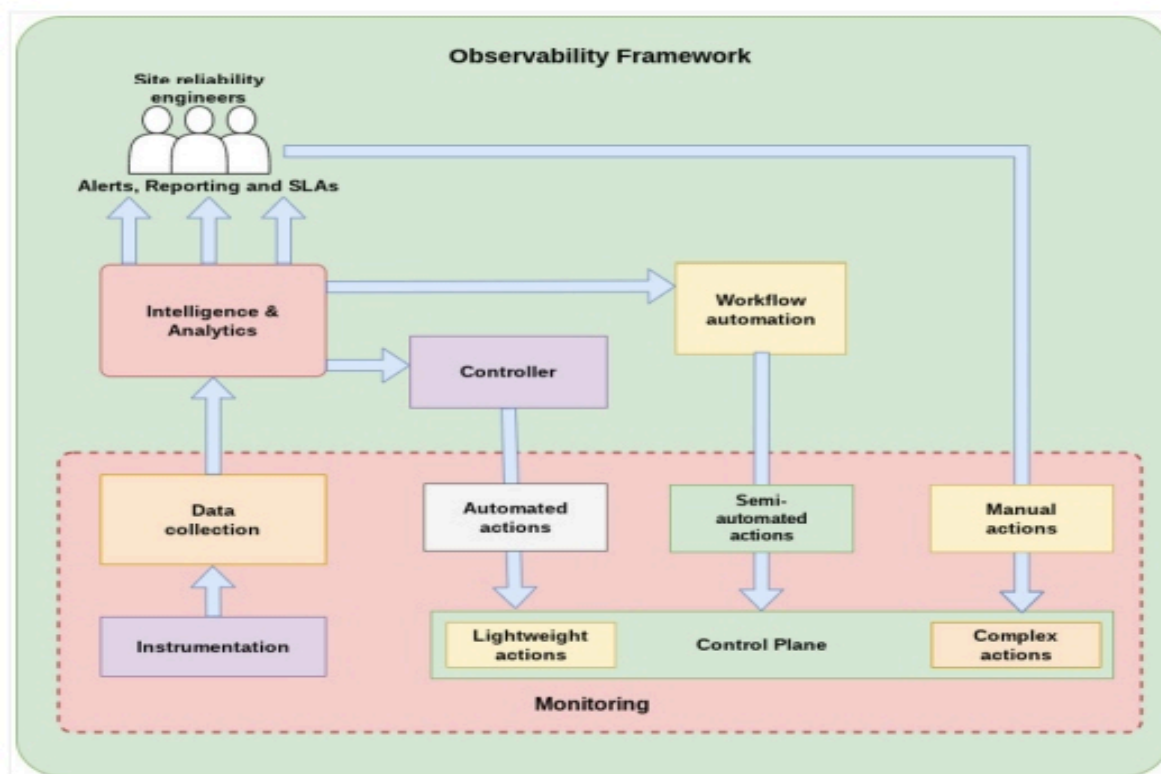 Observability Framework
Site reliability
engineers
Alerts, Reporting and SLAs
Intelligence &
Analytics
Workflow
automation
Controller
Data
collection
Automated
actions
Semi-
automated
actions
Manual
actions
Instrumentation
Lightweight
actions
Control Plane
Complex
actions
Monitoring